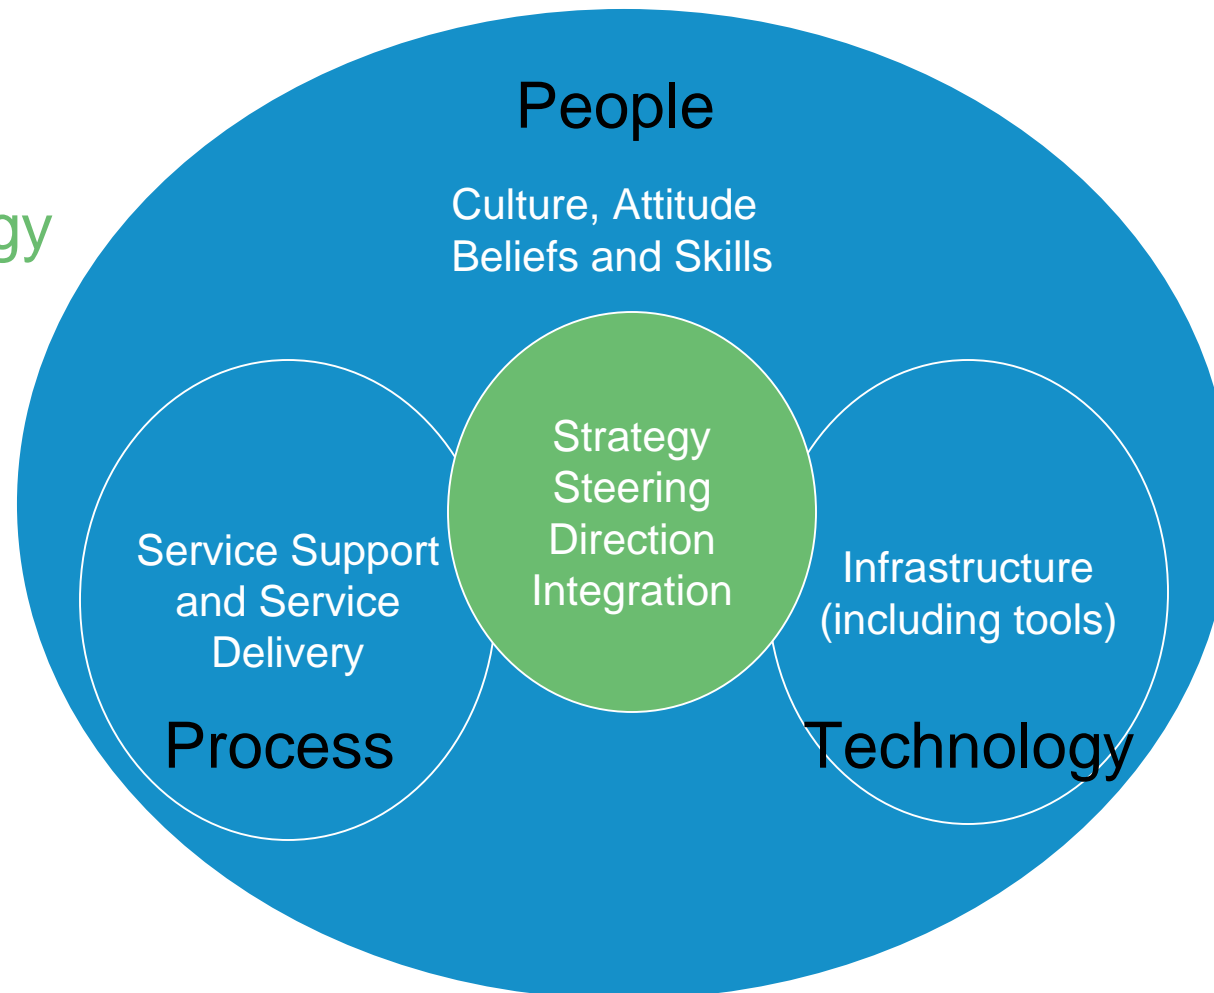 People
Culture, Attitude
Beliefs and Skills
gy
Strategy
Steering
Direction
Integration
Service Support
and Service
Delivery
Process
Infrastructure
(including tools)
Technology